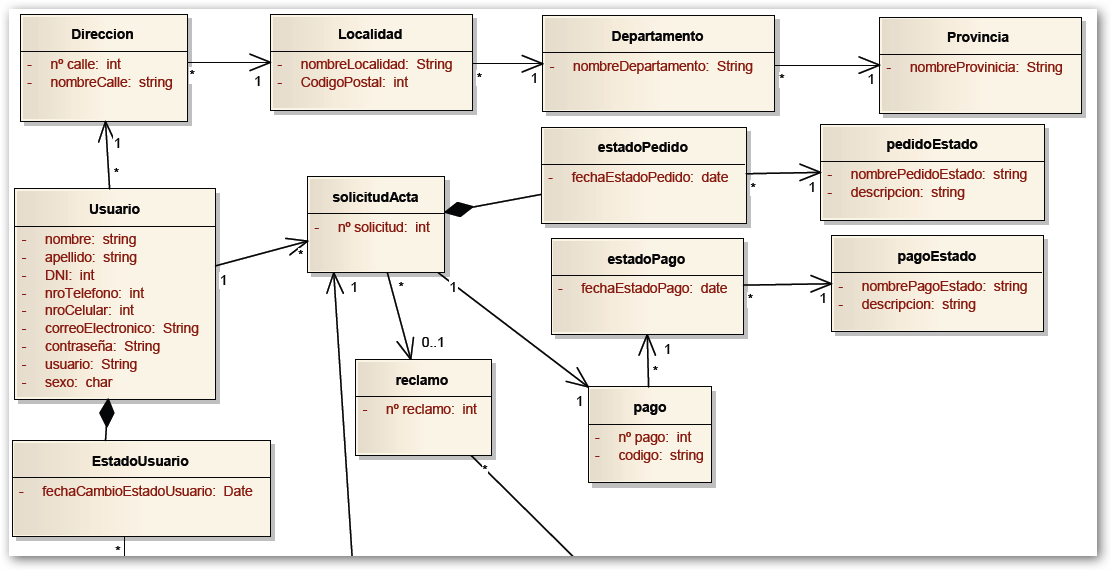 Direccion
- nº calle: int
- nombreCalle: string
*
1
Localidad
- nombreLocalidad: String
- CodigoPostal: int
*
1
Departamento
- nombreDepartamento: String
*
1
Provincia
- nombreProvinicia: String
1
*
Usuario
- nombre: string
- apellido: string
- DNI: int
- nroTelefono: int
- nroCelular: int
- correoElectronico: String
- contraseña: String
- usuario: String
- sexo: char
1
*
solicitudActa
- nº solicitud: int
estadoPedido
- fechaEstadoPedido: date
*
1
pedidoEstado
- nombrePedidoEstado: string
- descripcion: string
estadoPago
- fechaEstadoPago: date
*
1
pagoEstado
- nombrePagoEstado: string
- descripcion: string
1
*
1
0..1
1
*
1
reclamo
- nº reclamo: int
*
pago
- nº pago: int
- codigo: string
EstadoUsuario
- fechaCambioEstadoUsuario: Date
*